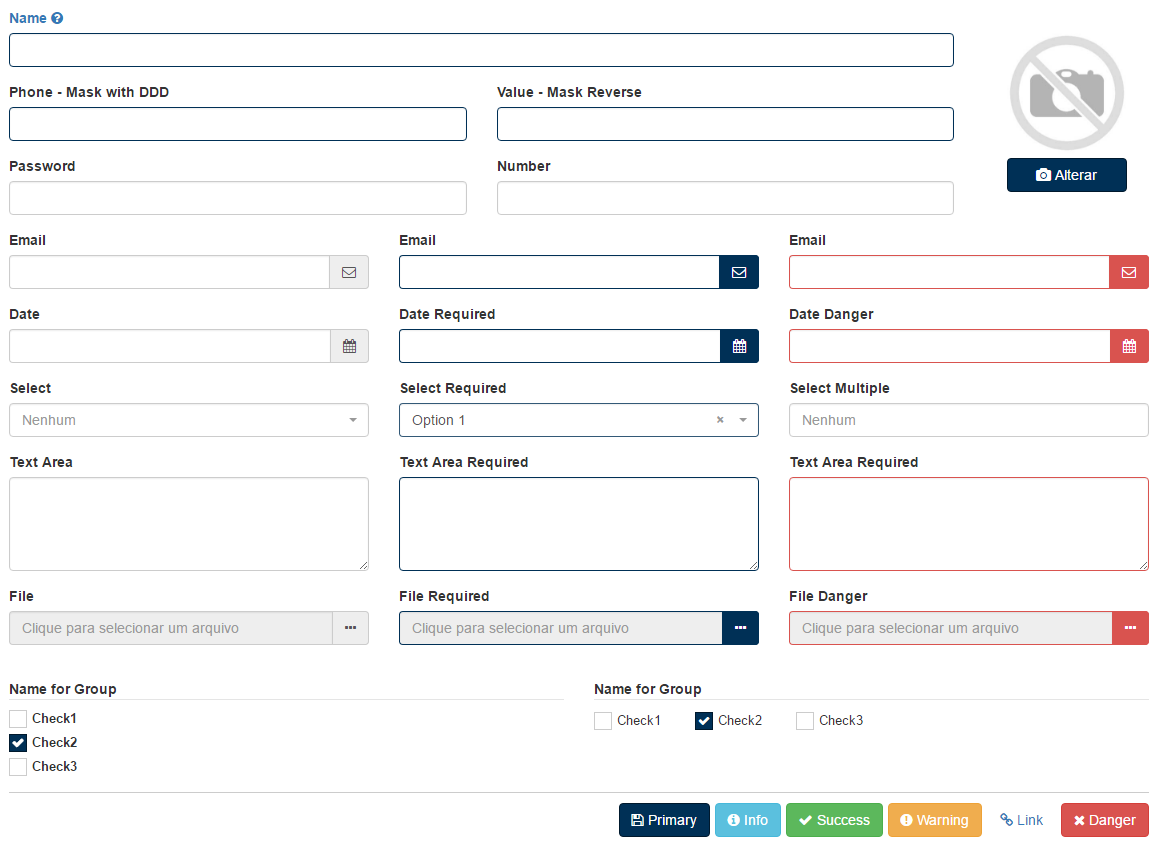 Name
Phone - Mask with DDD Value - Mask Reverse
Alterar
Password Number
Email Email Email
Date Date Required Date Danger
Select Select Required Select Multiple
Nenhum Option 1 × Nenhum
Text Area Text Area Required Text Area Required
File File Required File Danger
Clique para selecionar um arquivo Clique para selecionar um arquivo Clique para selecionar um arquivo
Name for Group Name for Group
Check1 Check1 Check2 Check3
Check2
Check3
Primary Info Success Warning Link Danger